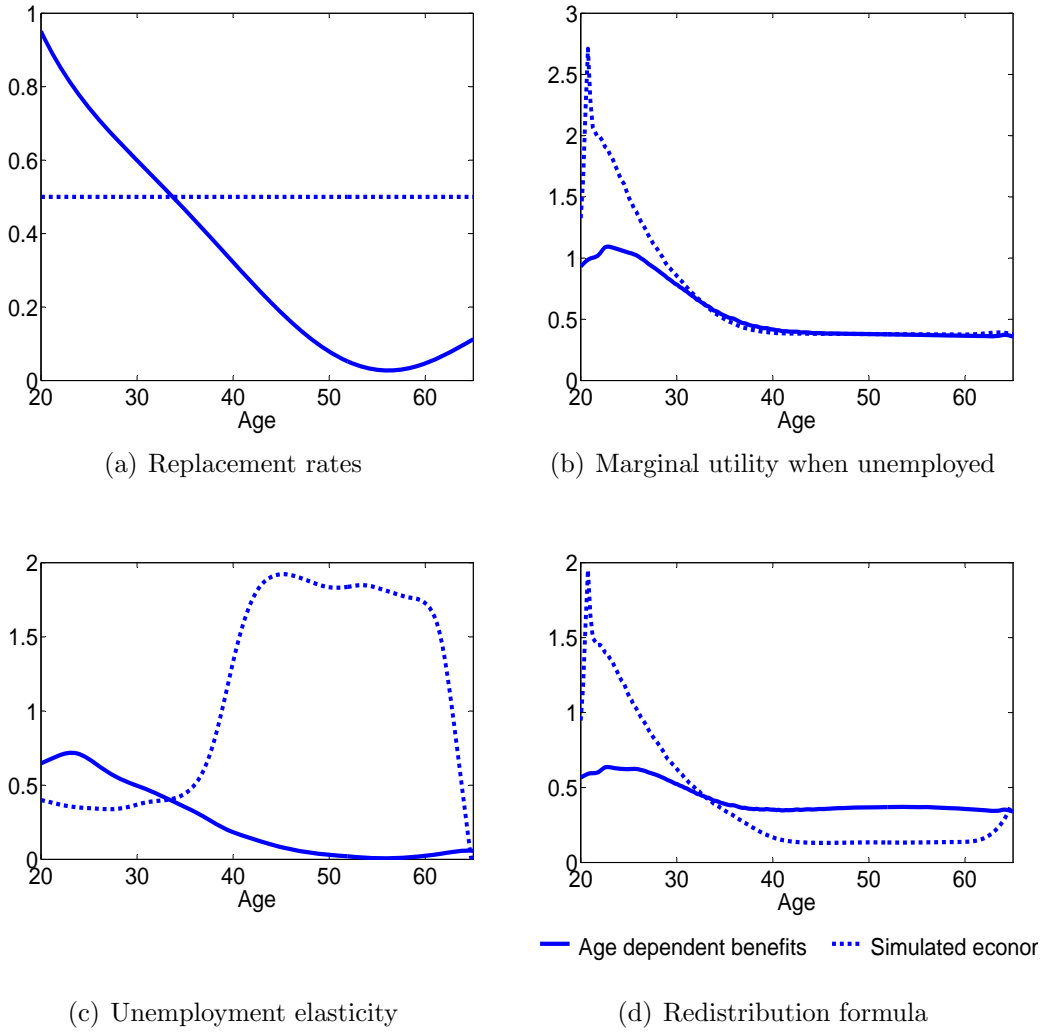 1
0.8
0.6
0.4
0.2
0
20 30 40 50 60
Age
(a) Replacement rates
3
2.5
2
1.5
1
0.5
0
20 30 40 50 60
Age
(b) Marginal utility when unemployed
2
1.5
1
0.5
0
20 30 40 50 60
Age
(c) Unemployment elasticity
2
1.5
1
0.5
0
20 30 40 50 60
Age
Age dependent benefits Simulated econor
(d) Redistribution formula